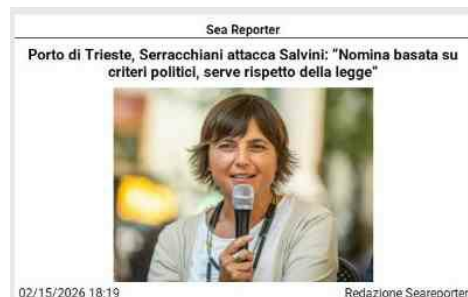 Sea Reporter
Porto di Trieste, Serracchiani attacca Salvini: "Nomina basata su
criteri politici, serve rispetto della legge"
02/15/2026 18:19
Redazione Seareporter